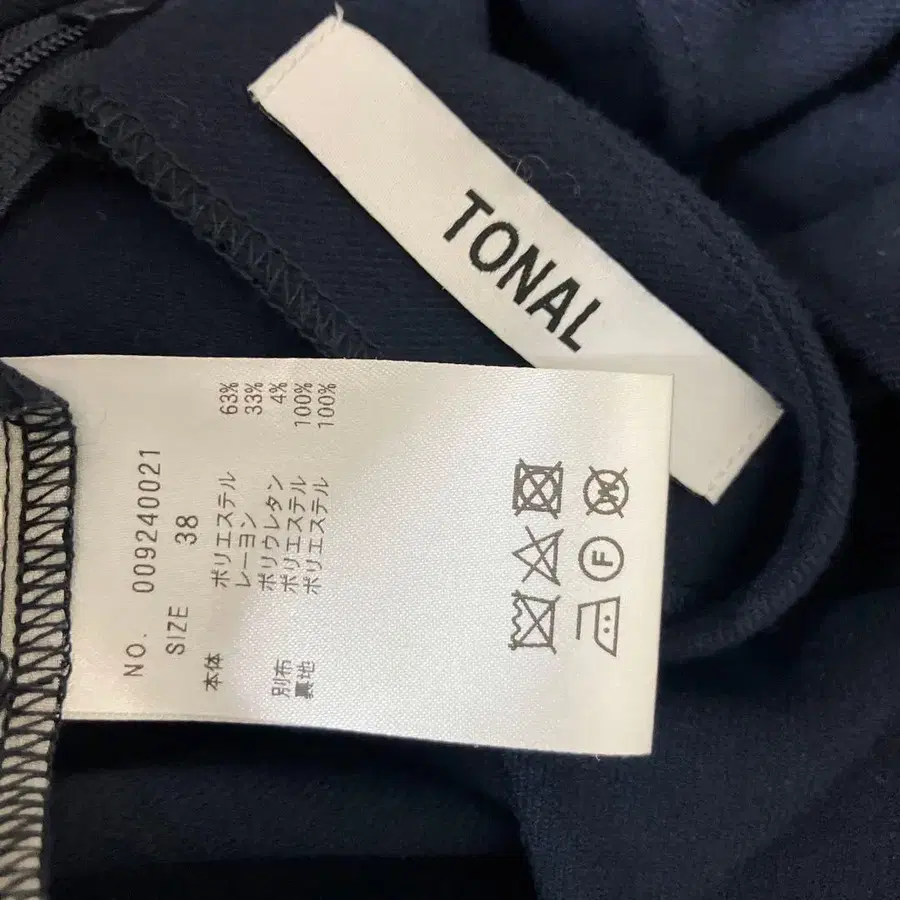 TONAL
NO. 009240021
SIZE 38
本体 ポリエステル 63%
レーヨン 33%
ポリウレタン 4%
別布 ポリエステル 100%
裏地 ポリエステル 100%
F
W